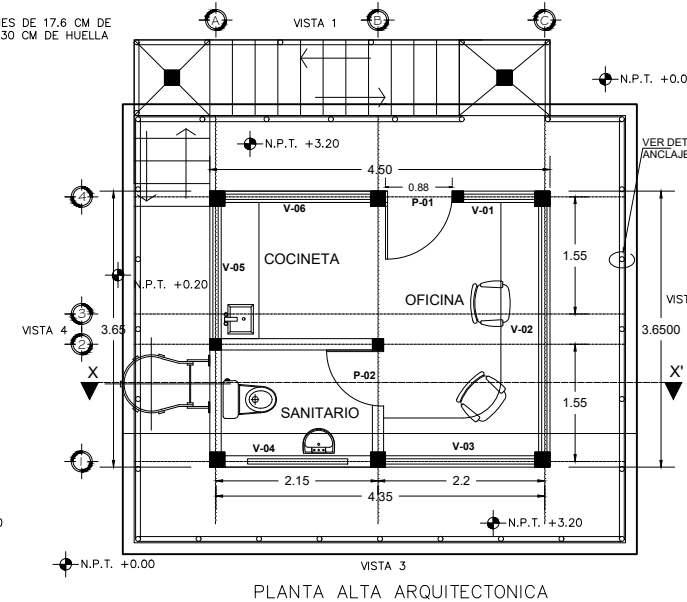 ES DE 17.6 CM DE
30 CM DE HUELLA
A
VISTA 1
B
C
N.P.T. +0.0
N.P.T. +3.20
VER DET
ANCLAJE
4.50
0.88
4
V-06
P-01
V-01
V-05
COCINETA
1.55
N.P.T. +0.20
OFICINA
3
VISTA 4
3.65
V-02
VIST
3.6500
2
X
P-02
X'
SANITARIO
1.55
V-04
V-03
1
2.15
2.2
4.35
N.P.T. +3.20
N.P.T. +0.00
VISTA 3
PLANTA ALTA ARQUITECTONICA